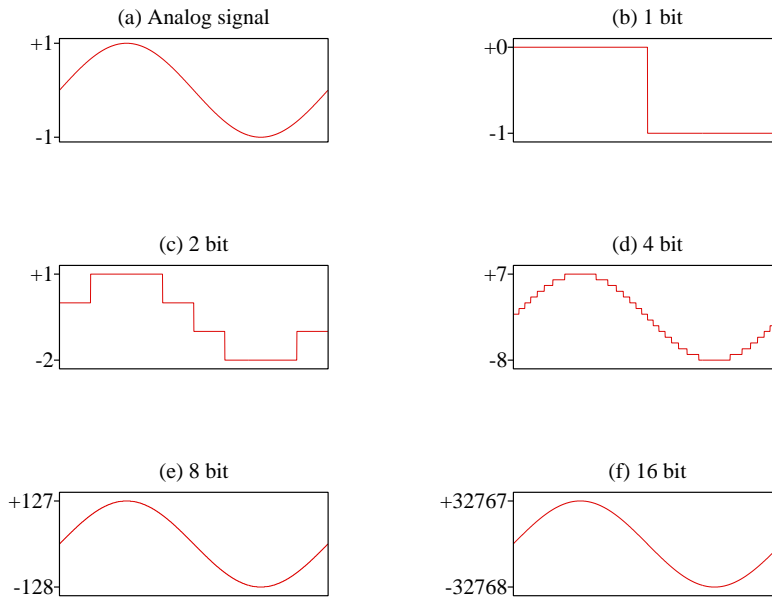 (a) Analog signal
+1
-1
(b) 1 bit
+0
-1
(c) 2 bit
+1
-2
(d) 4 bit
+7
-8
(e) 8 bit
+127
-128
(f) 16 bit
+32767
-32768